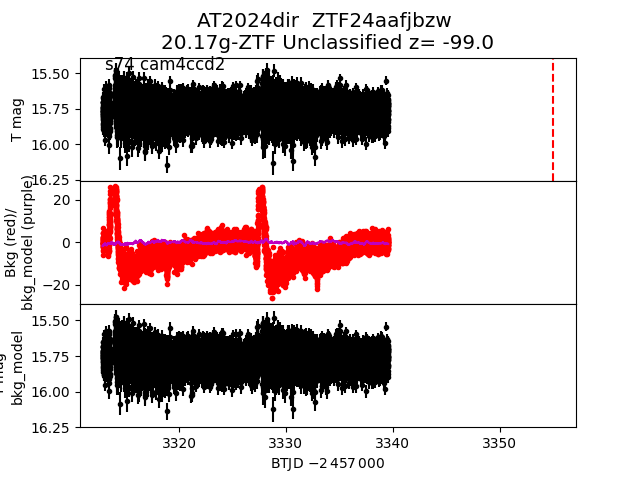 AT2024dir  ZTF24aafjbzw
20.17g-ZTF Unclassified z= -99.0
s74 cam4ccd2
15.50
15.75
16.00
16.25
T mag
20
0
−20
Bkg (red)/
bkg_model (purple)
15.50
15.75
16.00
16.25
bkg_model
3320
3330
3340
3350
BTJD −2 457 000